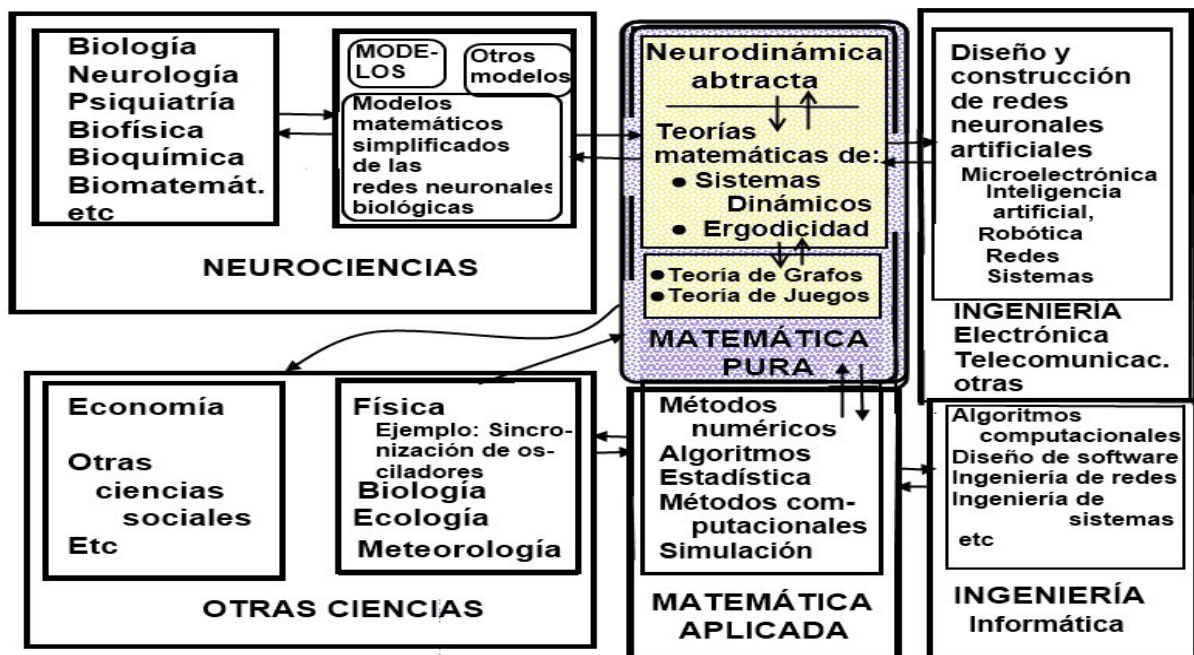 Biología
Neurología
Psiquiatría
Biofísica
Bioquímica
Biomatemát.
etc
MODE-
LOS
Otros
modelos
Modelos
matemáticos
simplificados
de las
redes neuronales
biológicas
NEUROCIENCIAS
Neurodinámica
abtracta
Teorías
matemáticas de:
● Sistemas
Dinámicos
● Ergodicidad
● Teoría de Grafos
● Teoría de Juegos
MATEMÁTICA
PURA
Diseño y
construcción
de redes
neuronales
artificiales
Microelectrónica
Inteligencia
artificial,
Robótica
Redes
Sistemas
INGENIERÍA
Electrónica
Telecomunicac.
otras
Economía
Otras
ciencias
sociales
Etc
Física
Ejemplo: Sincro-
nización de os-
ciladores
Biología
Ecología
Meteorología
OTRAS CIENCIAS
Métodos
numéricos
Algoritmos
Estadística
Métodos com-
putacionales
Simulación
MATEMÁTICA
APLICADA
Algoritmos
computacionales
Diseño de software
Ingeniería de redes
Ingeniería de
sistemas
etc
INGENIERÍA
Informática